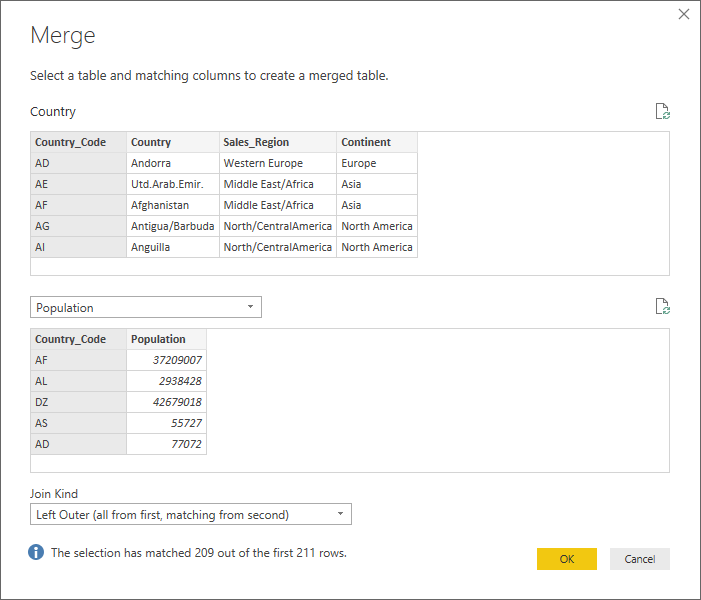 Merge
Select a table and matching columns to create a merged table.
Country
Country_Code Country Sales_Region Continent
AD Andorra Western Europe Europe
AE Utd.Arab.Emir. Middle East/Africa Asia
AF Afghanistan Middle East/Africa Asia
AG Antigua/Barbuda North/CentralAmerica North America
AI Anguilla North/CentralAmerica North America
Population
Country_Code Population
AF 37209007
AL 2938428
DZ 42679018
AS 55727
AD 77072
Join Kind
Left Outer (all from first, matching from second)
The selection has matched 209 out of the first 211 rows.
OK Cancel